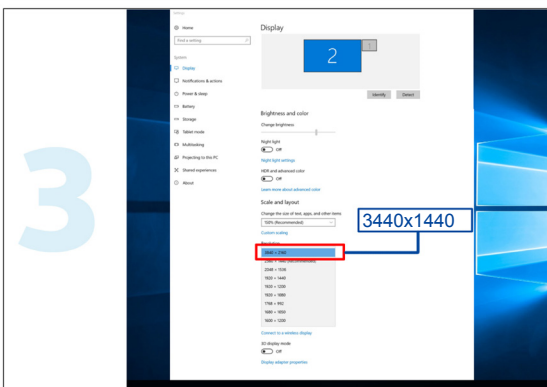 3
Home
Find a setting
System
Display
Notifications & actions
Power & sleep
Battery
Storage
Tablet mode
Multitasking
Projecting to this PC
Shared experiences
About
Display
2
1
Identify
Detect
Brightness and color
Change brightness
Night light
Off
Night light settings
HDR and advanced color
Off
Learn more about advanced color
Scale and layout
Change the size of text, apps, and other items
100% (Recommended)
Custom scaling
Resolution
3840 × 2160
2048 × 1536
1920 × 1440
1920 × 1200
1920 × 1080
1768 × 992
1680 × 1050
1600 × 1200
Connect to a wireless display
3D display mode
Off
Display adapter properties
3440x1440